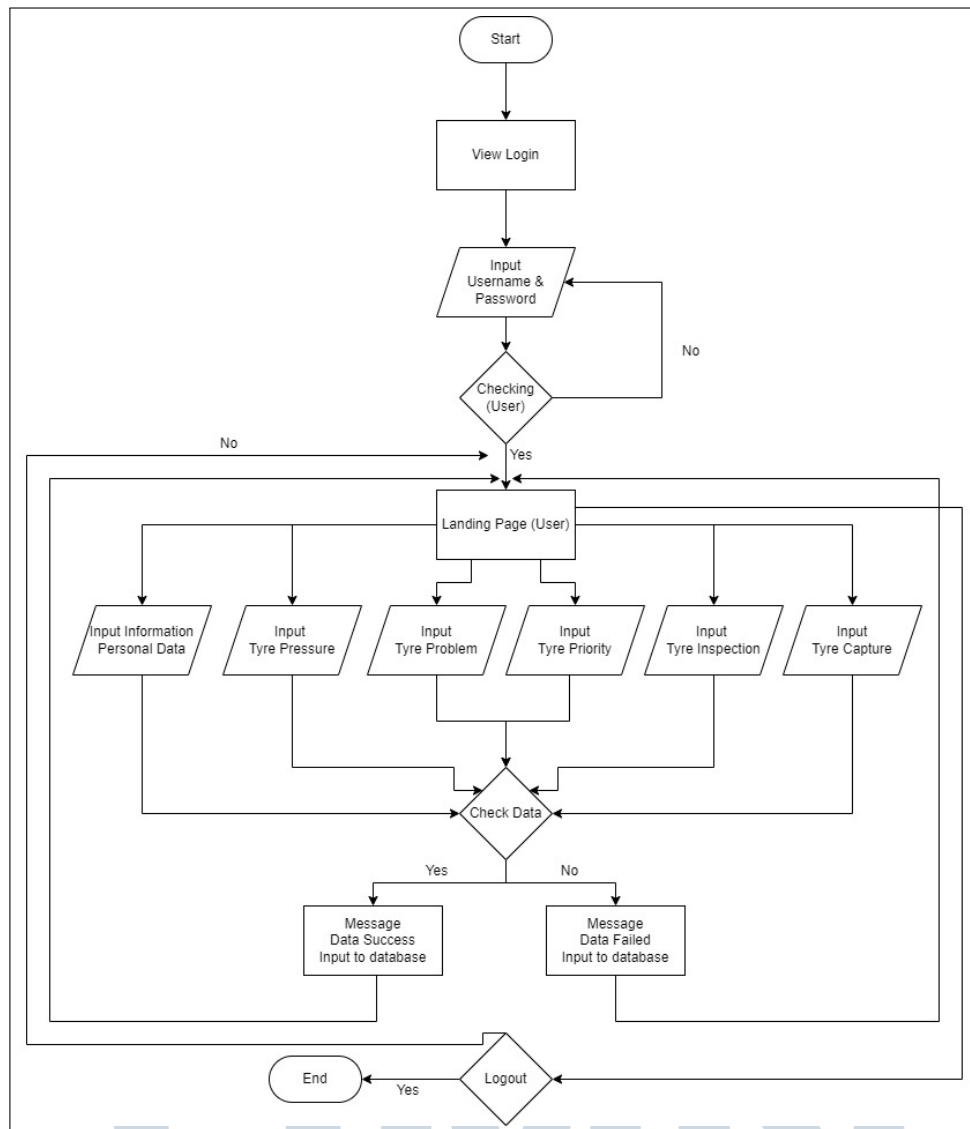 Start
View Login
Input
Username &
Password
No
Checking
(User)
No
Yes
Landing Page (User)
Input Information
Personal Data
Input
Tyre Pressure
Input
Tyre Problem
Input
Tyre Priority
Input
Tyre Inspection
Input
Tyre Capture
Check Data
Yes
No
Message
Data Success
Input to database
Message
Data Failed
Input to database
End
Yes
Logout